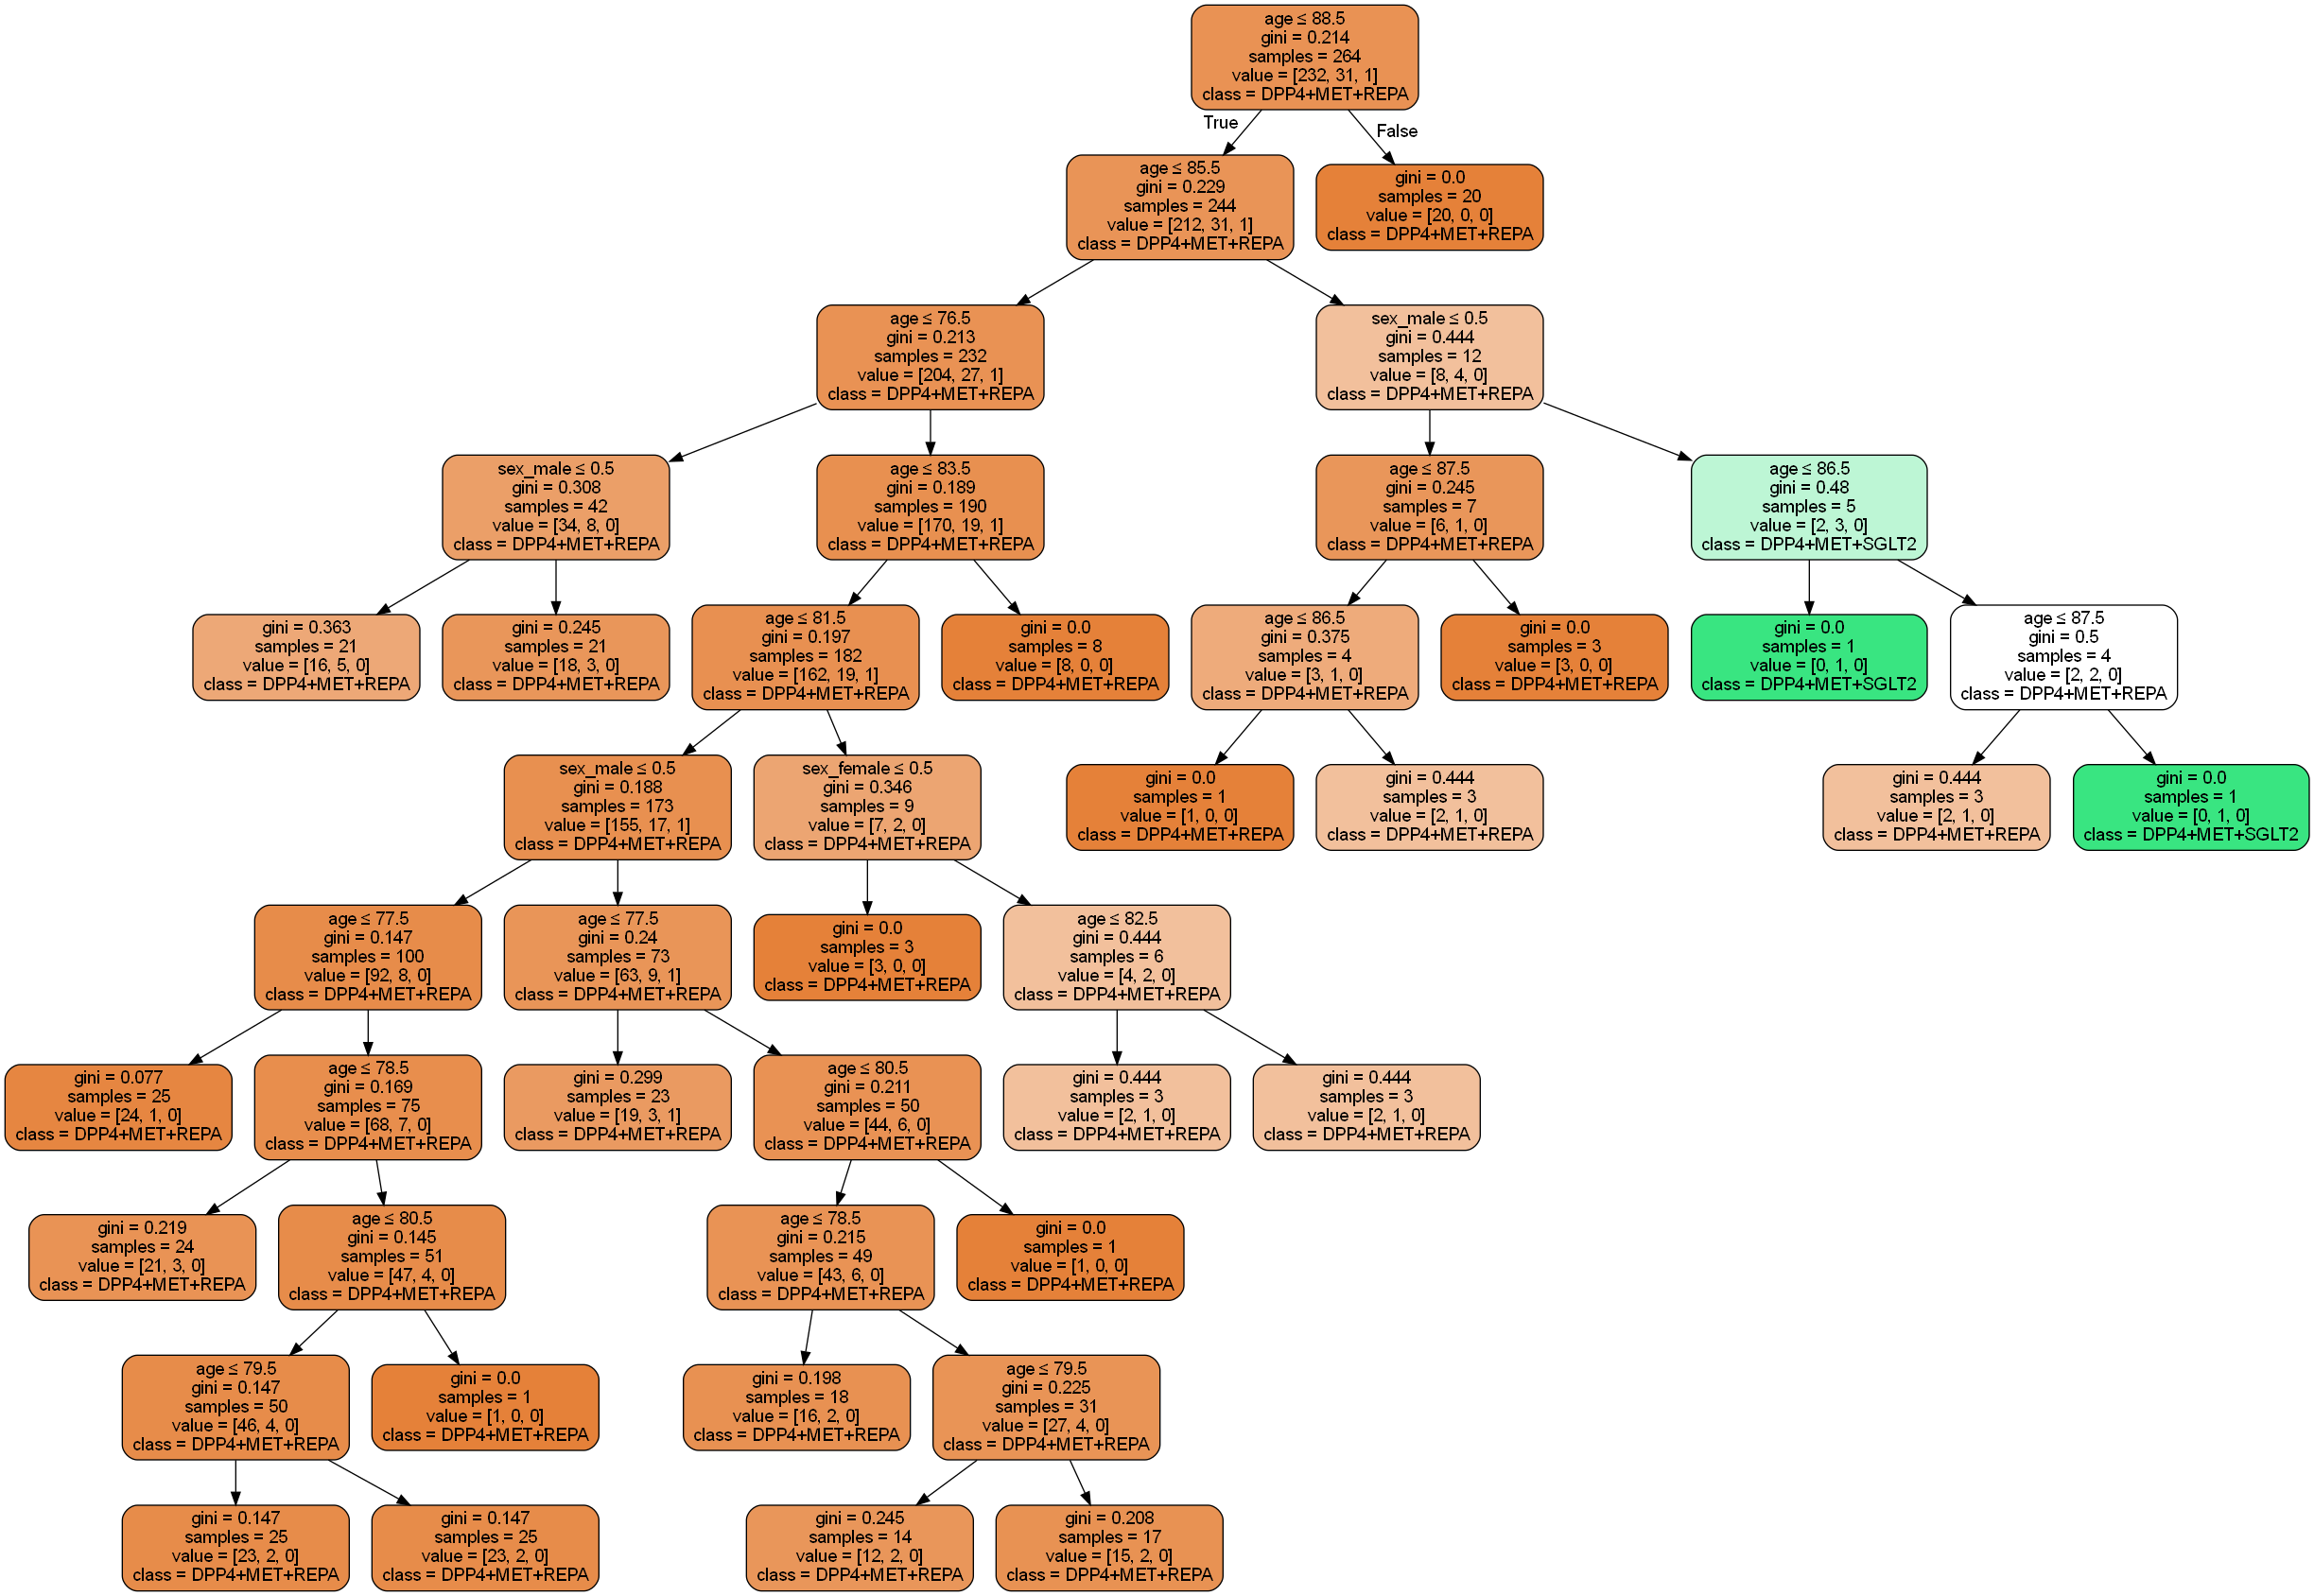 age ≤ 88.5
gini = 0.214
samples = 264
value = [232, 31, 1]
class = DPP4+MET+REPA
True
False
age ≤ 85.5
gini = 0.229
samples = 244
value = [212, 31, 1]
class = DPP4+MET+REPA
gini = 0.0
samples = 20
value = [20, 0, 0]
class = DPP4+MET+REPA
age ≤ 76.5
gini = 0.213
samples = 232
value = [204, 27, 1]
class = DPP4+MET+REPA
sex_male ≤ 0.5
gini = 0.444
samples = 12
value = [8, 4, 0]
class = DPP4+MET+REPA
sex_male ≤ 0.5
gini = 0.308
samples = 42
value = [34, 8, 0]
class = DPP4+MET+REPA
age ≤ 83.5
gini = 0.189
samples = 190
value = [170, 19, 1]
class = DPP4+MET+REPA
age ≤ 87.5
gini = 0.245
samples = 7
value = [6, 1, 0]
class = DPP4+MET+REPA
age ≤ 86.5
gini = 0.48
samples = 5
value = [2, 3, 0]
class = DPP4+MET+SGLT2
gini = 0.363
samples = 21
value = [16, 5, 0]
class = DPP4+MET+REPA
gini = 0.245
samples = 21
value = [18, 3, 0]
class = DPP4+MET+REPA
age ≤ 81.5
gini = 0.197
samples = 182
value = [162, 19, 1]
class = DPP4+MET+REPA
gini = 0.0
samples = 8
value = [8, 0, 0]
class = DPP4+MET+REPA
age ≤ 86.5
gini = 0.375
samples = 4
value = [3, 1, 0]
class = DPP4+MET+REPA
gini = 0.0
samples = 3
value = [3, 0, 0]
class = DPP4+MET+REPA
gini = 0.0
samples = 1
value = [0, 1, 0]
class = DPP4+MET+SGLT2
age ≤ 87.5
gini = 0.5
samples = 4
value = [2, 2, 0]
class = DPP4+MET+REPA
sex_male ≤ 0.5
gini = 0.188
samples = 173
value = [155, 17, 1]
class = DPP4+MET+REPA
sex_female ≤ 0.5
gini = 0.346
samples = 9
value = [7, 2, 0]
class = DPP4+MET+REPA
gini = 0.0
samples = 1
value = [1, 0, 0]
class = DPP4+MET+REPA
gini = 0.444
samples = 3
value = [2, 1, 0]
class = DPP4+MET+REPA
gini = 0.444
samples = 3
value = [2, 1, 0]
class = DPP4+MET+REPA
gini = 0.0
samples = 1
value = [0, 1, 0]
class = DPP4+MET+SGLT2
age ≤ 77.5
gini = 0.147
samples = 100
value = [92, 8, 0]
class = DPP4+MET+REPA
age ≤ 77.5
gini = 0.24
samples = 73
value = [63, 9, 1]
class = DPP4+MET+REPA
gini = 0.0
samples = 3
value = [3, 0, 0]
class = DPP4+MET+REPA
age ≤ 82.5
gini = 0.444
samples = 6
value = [4, 2, 0]
class = DPP4+MET+REPA
gini = 0.077
samples = 25
value = [24, 1, 0]
class = DPP4+MET+REPA
age ≤ 78.5
gini = 0.169
samples = 75
value = [68, 7, 0]
class = DPP4+MET+REPA
gini = 0.299
samples = 23
value = [19, 3, 1]
class = DPP4+MET+REPA
age ≤ 80.5
gini = 0.211
samples = 50
value = [44, 6, 0]
class = DPP4+MET+REPA
gini = 0.444
samples = 3
value = [2, 1, 0]
class = DPP4+MET+REPA
gini = 0.444
samples = 3
value = [2, 1, 0]
class = DPP4+MET+REPA
gini = 0.219
samples = 24
value = [21, 3, 0]
class = DPP4+MET+REPA
age ≤ 80.5
gini = 0.145
samples = 51
value = [47, 4, 0]
class = DPP4+MET+REPA
age ≤ 78.5
gini = 0.215
samples = 49
value = [43, 6, 0]
class = DPP4+MET+REPA
gini = 0.0
samples = 1
value = [1, 0, 0]
class = DPP4+MET+REPA
age ≤ 79.5
gini = 0.147
samples = 50
value = [46, 4, 0]
class = DPP4+MET+REPA
gini = 0.0
samples = 1
value = [1, 0, 0]
class = DPP4+MET+REPA
gini = 0.198
samples = 18
value = [16, 2, 0]
class = DPP4+MET+REPA
age ≤ 79.5
gini = 0.225
samples = 31
value = [27, 4, 0]
class = DPP4+MET+REPA
gini = 0.147
samples = 25
value = [23, 2, 0]
class = DPP4+MET+REPA
gini = 0.147
samples = 25
value = [23, 2, 0]
class = DPP4+MET+REPA
gini = 0.245
samples = 14
value = [12, 2, 0]
class = DPP4+MET+REPA
gini = 0.208
samples = 17
value = [15, 2, 0]
class = DPP4+MET+REPA